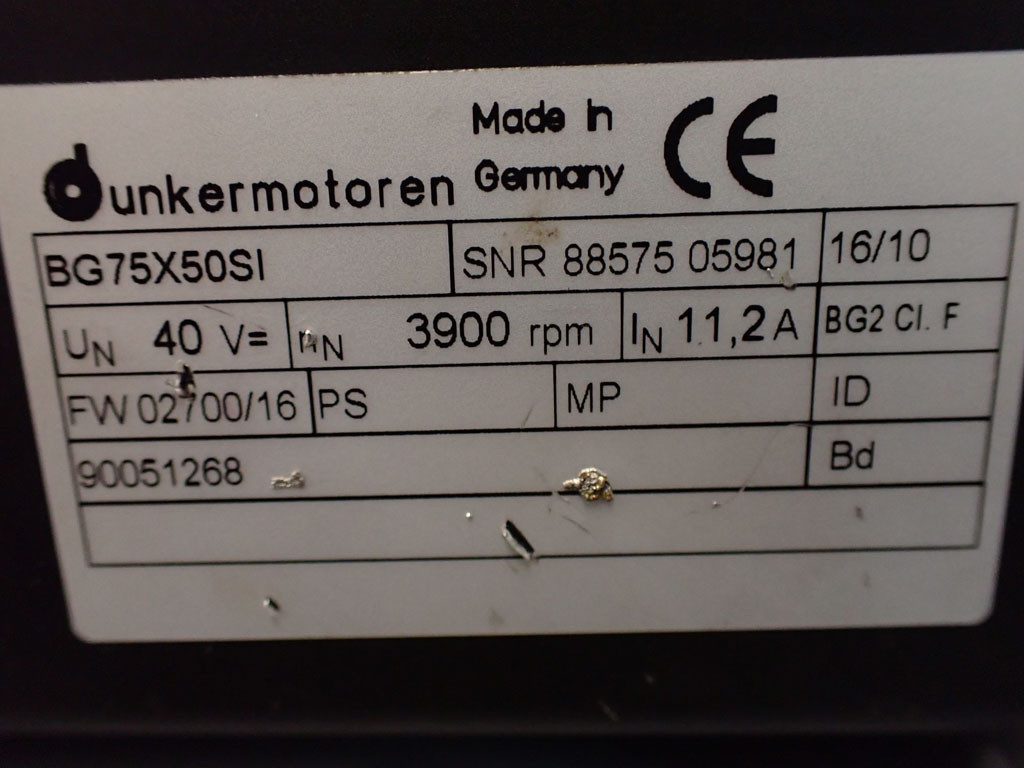 Made in
Germany
CE
dunkermotoren
BG75X50SI SNR 88575 05981 16/10
UN 40 V= nN 3900 rpm IN 11,2 A BG2 Cl. F
FW 02700/16 PS MP ID
90051268 Bd